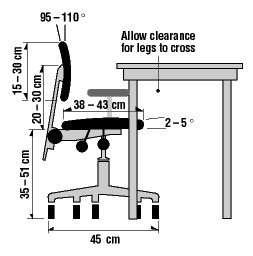 95 – 110 °
Allow clearance
for legs to cross
15 – 30 cm
20 – 30 cm
38 – 43 cm
2 – 5 °
35 – 51 cm
45 cm